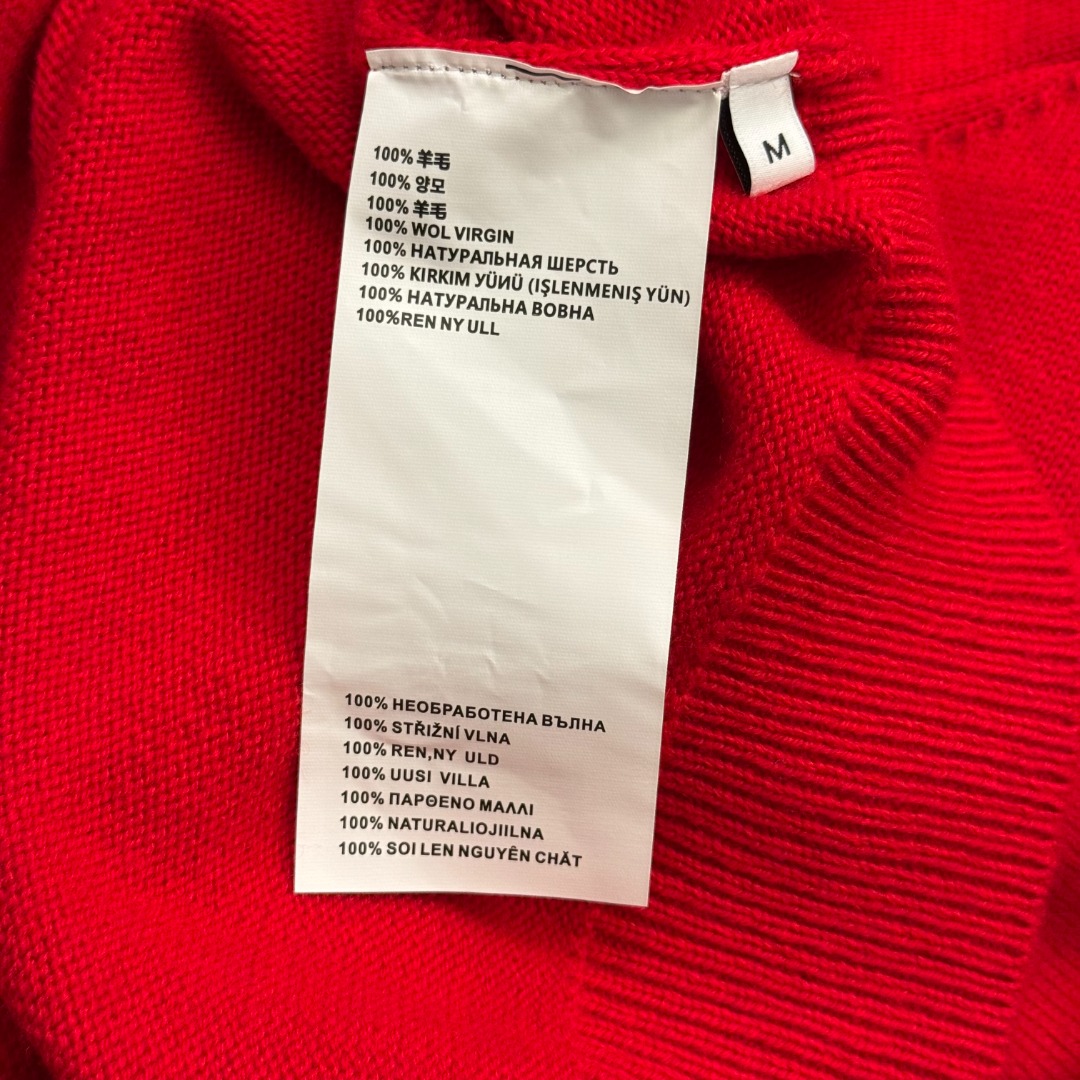 100% 羊毛
100% 양모
100% 羊毛
100% WOL VIRGIN
100% НАТУРАЛЬНАЯ ШЕРСТЬ
100% KIRKIM YÜИÜ (IŞLENMENIŞ YÜN)
100% НАТУРАЛЬНА ВОВНА
100%REN NY ULL
M
100% НЕОБРАБОТЕНА ВЪЛНА
100% STŘIŽNÍ VLNA
100% REN,NY ULD
100% UUSI VILLA
100% ΠΑΡΘΕΝΟ ΜΑΛΛΙ
100% NATURALIOJIILNA
100% SOI LEN NGUYÊN CHĂT